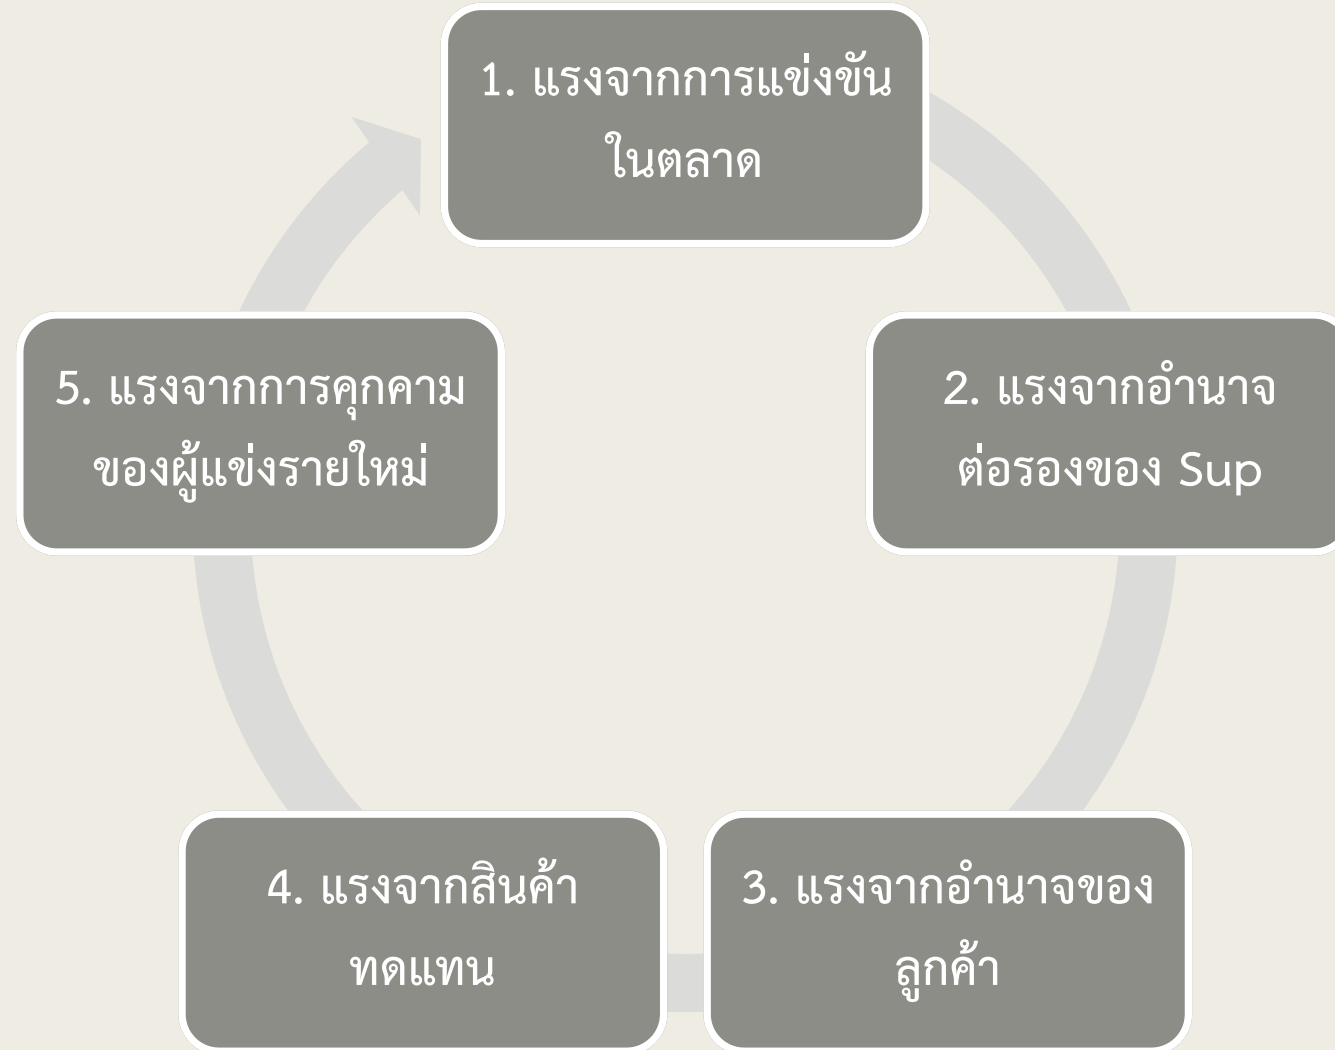 1. แรงจากการแข่งขัน
ในตลาด
2. แรงจากอำนาจ
ต่อรองของ Sup
3. แรงจากอำนาจของ
ลูกค้า
4. แรงจากสินค้า
ทดแทน
5. แรงจากการคุกคาม
ของผู้แข่งรายใหม่